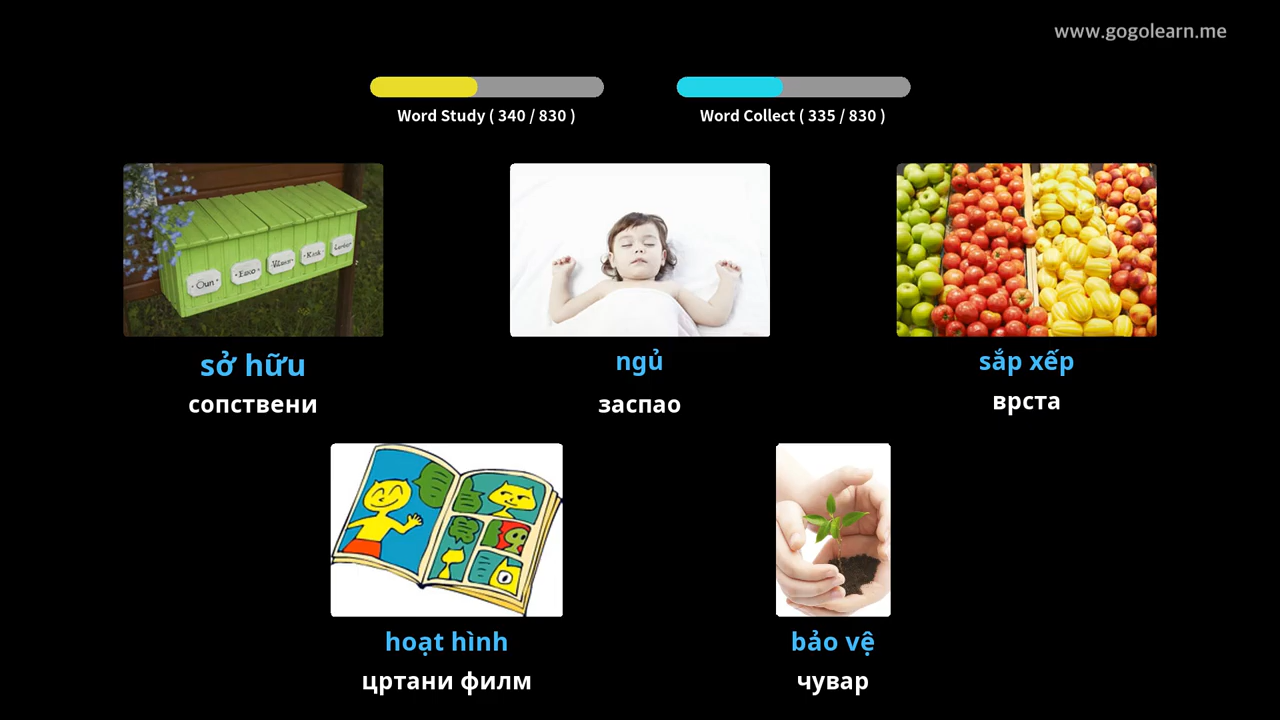 www.gogolearn.me
Word Study ( 340 / 830 )
Word Collect ( 335 / 830 )
sở hữu
сопствени
ngủ
заспао
sắp xếp
врста
hoạt hình
цртани филм
bảo vệ
чувар